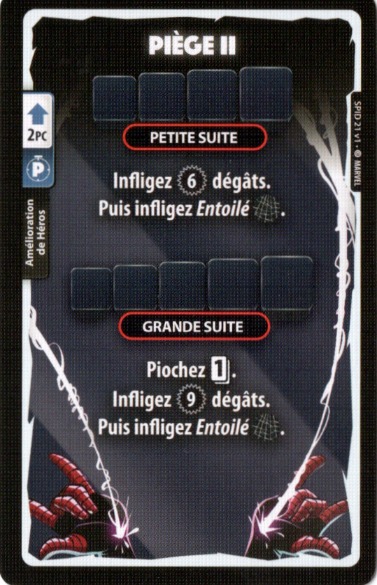 PIÈGE II
PETITE SUITE
Infligez 6 dégâts.
Puis infligez Entoilé.
GRANDE SUITE
Piochez 1.
Infligez 9 dégâts.
Puis infligez Entoilé.
2PC
P
Amélioration
de Héros
SPID 21 v1 - © MARVEL